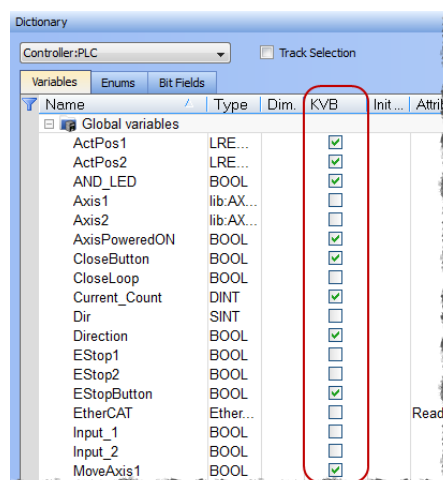 Dictionary
Controller:PLC Track Selection
Variables Enums Bit Fields
Name Type Dim. KVB Init ... Attri
Global variables
ActPos1 LRE...
ActPos2 LRE...
AND_LED BOOL
Axis1 lib:AX...
Axis2 lib:AX...
AxisPoweredON BOOL
CloseButton BOOL
CloseLoop BOOL
Current_Count DINT
Dir SINT
Direction BOOL
EStop1 BOOL
EStop2 BOOL
EStopButton BOOL
EtherCAT Ether... Read
Input_1 BOOL
Input_2 BOOL
MoveAxis1 BOOL